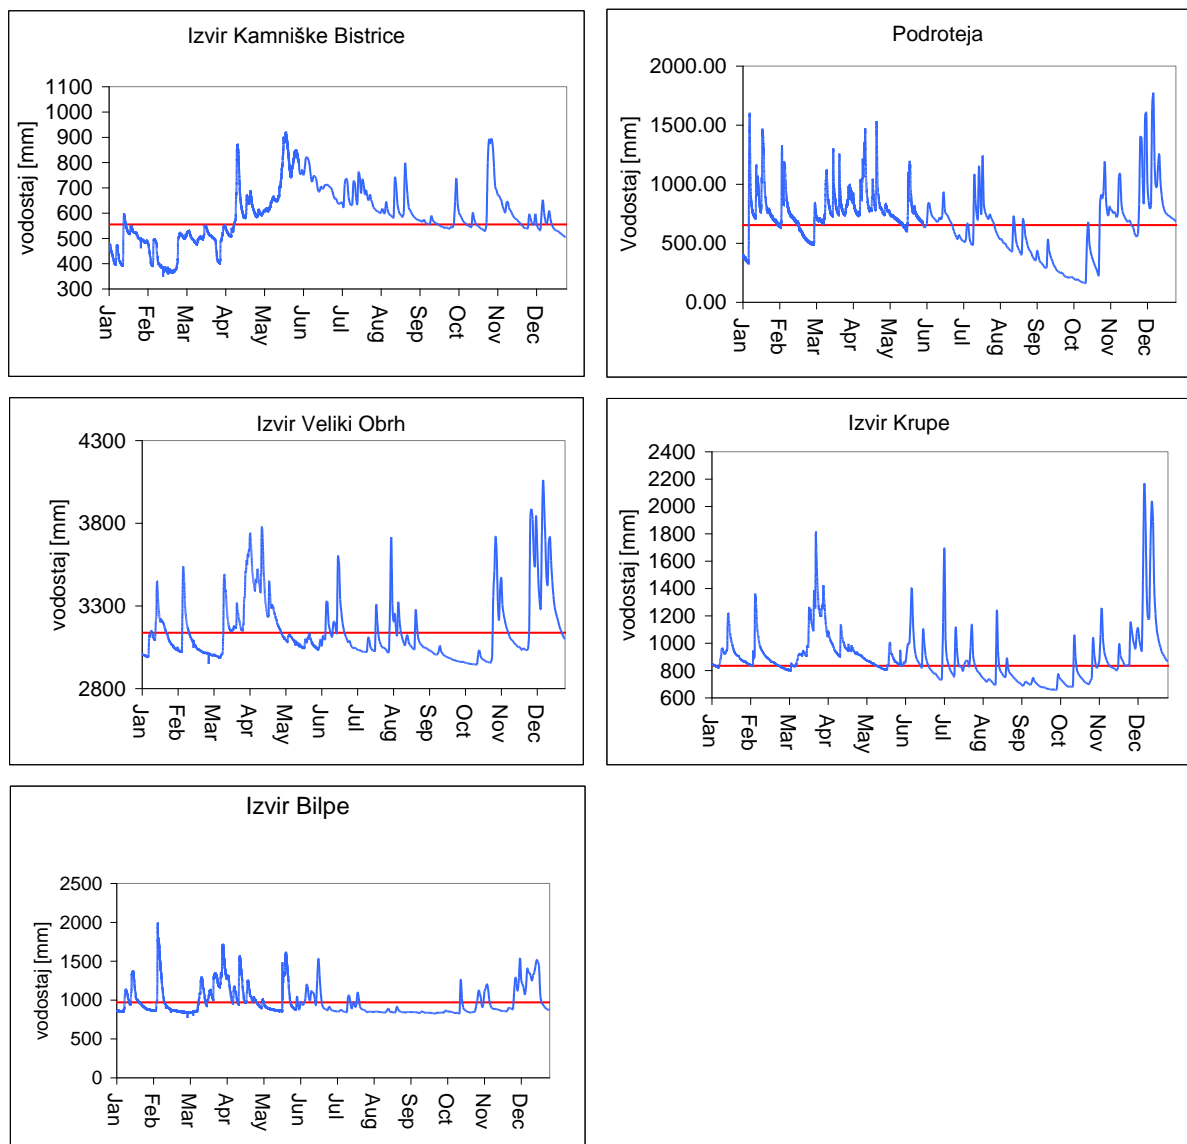 Izvir Kamniške Bistrice
vodostaj [mm]
1100
1000
900
800
700
600
500
400
300
Jan
Feb
Mar
Apr
May
Jun
Jul
Aug
Sep
Oct
Nov
Dec
Podroteja
Vodostaj [mm]
2000.00
1500.00
1000.00
500.00
0.00
Jan
Feb
Mar
Apr
May
Jun
Jul
Aug
Sep
Oct
Nov
Dec
Izvir Veliki Obrh
vodostaj [mm]
4300
3800
3300
2800
Jan
Feb
Mar
Apr
May
Jun
Jul
Aug
Sep
Oct
Nov
Dec
Izvir Krupe
vodostaj [mm]
2400
2200
2000
1800
1600
1400
1200
1000
800
600
Jan
Feb
Mar
Apr
May
Jun
Jul
Aug
Sep
Oct
Nov
Dec
Izvir Bilpe
vodostaj [mm]
2500
2000
1500
1000
500
0
Jan
Feb
Mar
Apr
May
Jun
Jul
Aug
Sep
Oct
Nov
Dec